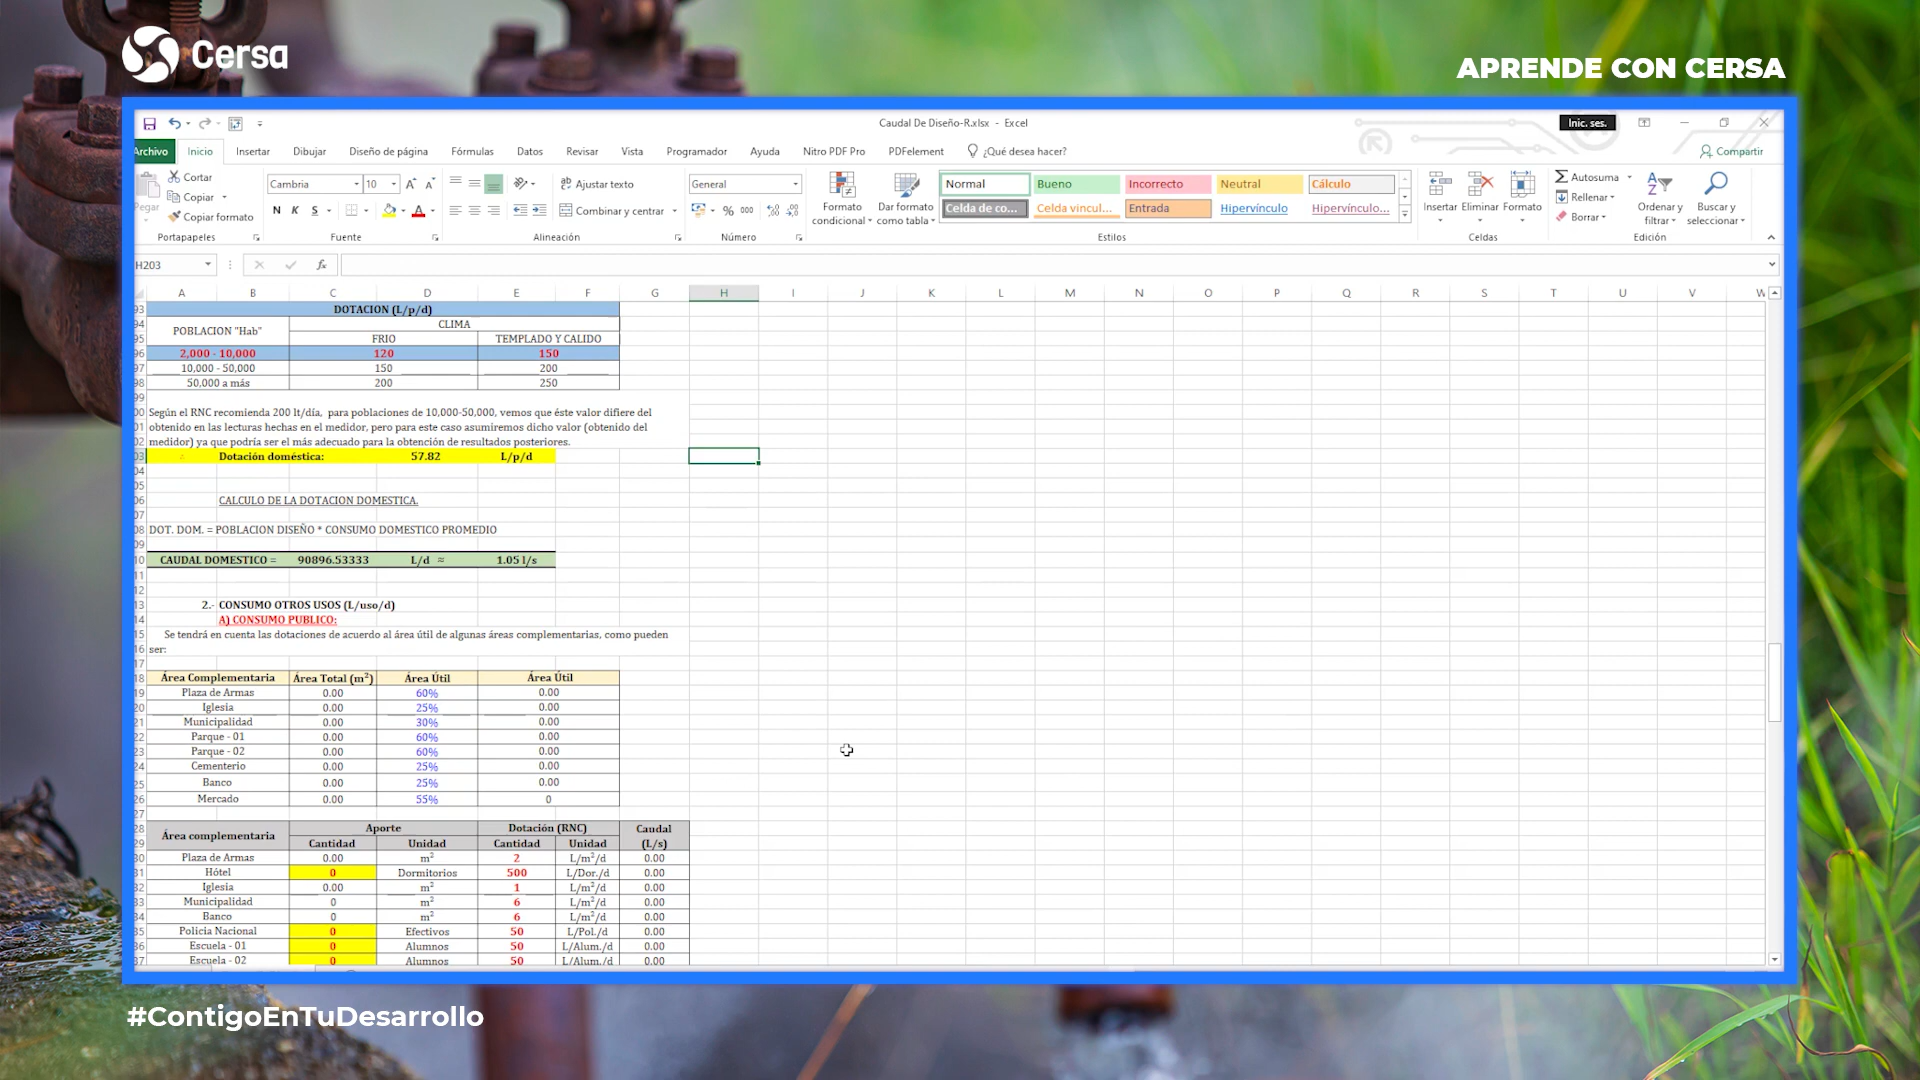 Cersa
APRENDE CON CERSA
Caudal De Diseño-R.xlsx - Excel
Inic. ses.
Archivo Inicio Insertar Dibujar Diseño de página Fórmulas Datos Revisar Vista Programador Ayuda Nitro PDF Pro PDFelement ¿Qué desea hacer? Compartir
Pegar
Cortar
Copiar
Copiar formato
Portapapeles
Cambria 10
N K S
Fuente
Ajustar texto
Combinar y centrar
Alineación
General
% 000
Número
Formato condicional
Dar formato como tabla
Normal Bueno Incorrecto Neutral Cálculo
Celda de co... Celda vincul... Entrada Hipervínculo Hipervínculo...
Estilos
Insertar Eliminar Formato
Celdas
Autosuma
Rellenar
Borrar
Ordenar y filtrar
Buscar y seleccionar
Edición
H203 fx
A B C D E F G H I J K L M N O P Q R S T U V W
DOTACION (L/p/d)
POBLACION "Hab" CLIMA
FRIO TEMPLADO Y CALIDO
2,000 - 10,000 120 150
10,000 - 50,000 150 200
50,000 a más 200 250
Según el RNC recomienda 200 lt/día, para poblaciones de 10,000-50,000, vemos que éste valor difiere del
obtenido en las lecturas hechas en el medidor, pero para este caso asumiremos dicho valor (obtenido del
medidor) ya que podría ser el más adecuado para la obtención de resultados posteriores.
Dotación doméstica: 57.82 L/p/d
CALCULO DE LA DOTACION DOMESTICA.
DOT. DOM. = POBLACION DISEÑO * CONSUMO DOMESTICO PROMEDIO
CAUDAL DOMESTICO = 90896.53333 L/d ≈ 1.05 l/s
2.- CONSUMO OTROS USOS (L/uso/d)
A) CONSUMO PUBLICO:
Se tendrá en cuenta las dotaciones de acuerdo al área útil de algunas áreas complementarias, como pueden
ser:
Área Complementaria Área Total (m²) Área Útil Área Útil
Plaza de Armas 0.00 60% 0.00
Iglesia 0.00 25% 0.00
Municipalidad 0.00 30% 0.00
Parque - 01 0.00 60% 0.00
Parque - 02 0.00 60% 0.00
Cementerio 0.00 25% 0.00
Banco 0.00 25% 0.00
Mercado 0.00 55% 0
Área complementaria Aporte Dotación (RNC) Caudal
Cantidad Unidad Cantidad Unidad (L/s)
Plaza de Armas 0.00 m² 2 L/m²/d 0.00
Hótel 0 Dormitorios 500 L/Dor./d 0.00
Iglesia 0.00 m² 1 L/m²/d 0.00
Municipalidad 0 m² 6 L/m²/d 0.00
Banco 0 m² 6 L/m²/d 0.00
Policia Nacional 0 Efectivos 50 L/Pol./d 0.00
Escuela - 01 0 Alumnos 50 L/Alum./d 0.00
Escuela - 02 0 Alumnos 50 L/Alum./d 0.00
#ContigoEnTuDesarrollo